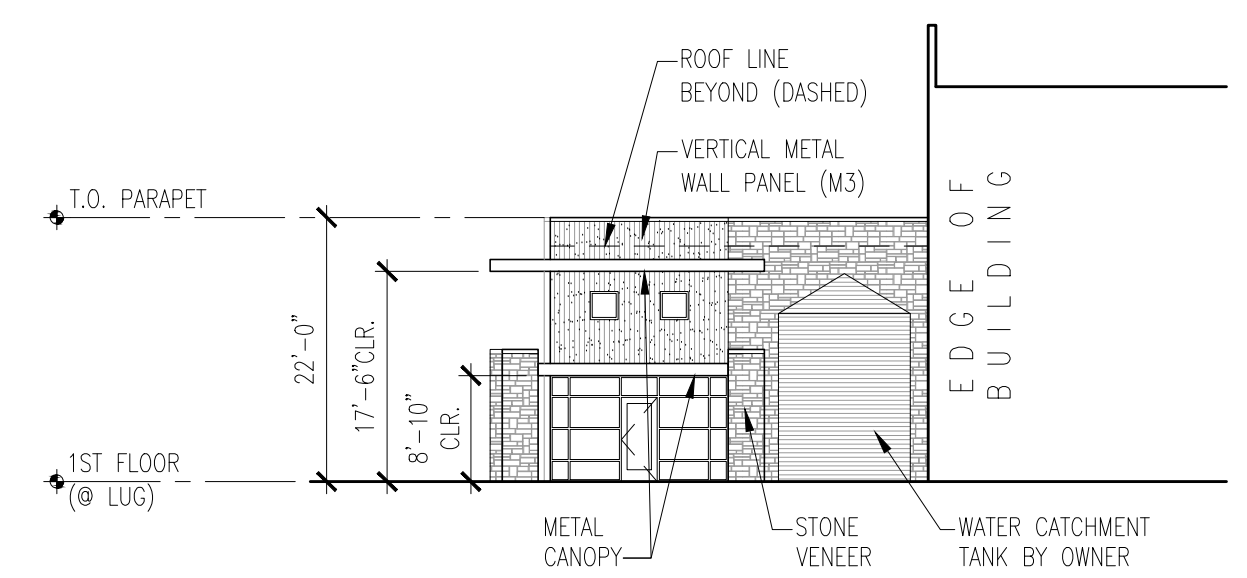 ROOF LINE
BEYOND (DASHED)
VERTICAL METAL
WALL PANEL (M3)
T.O. PARAPET
EDGE OF
BUILDING
22'-0"
17'-6"CLR.
8'-10"
CLR.
1ST FLOOR
(@ LUG)
METAL
CANOPY
STONE
VENEER
WATER CATCHMENT
TANK BY OWNER